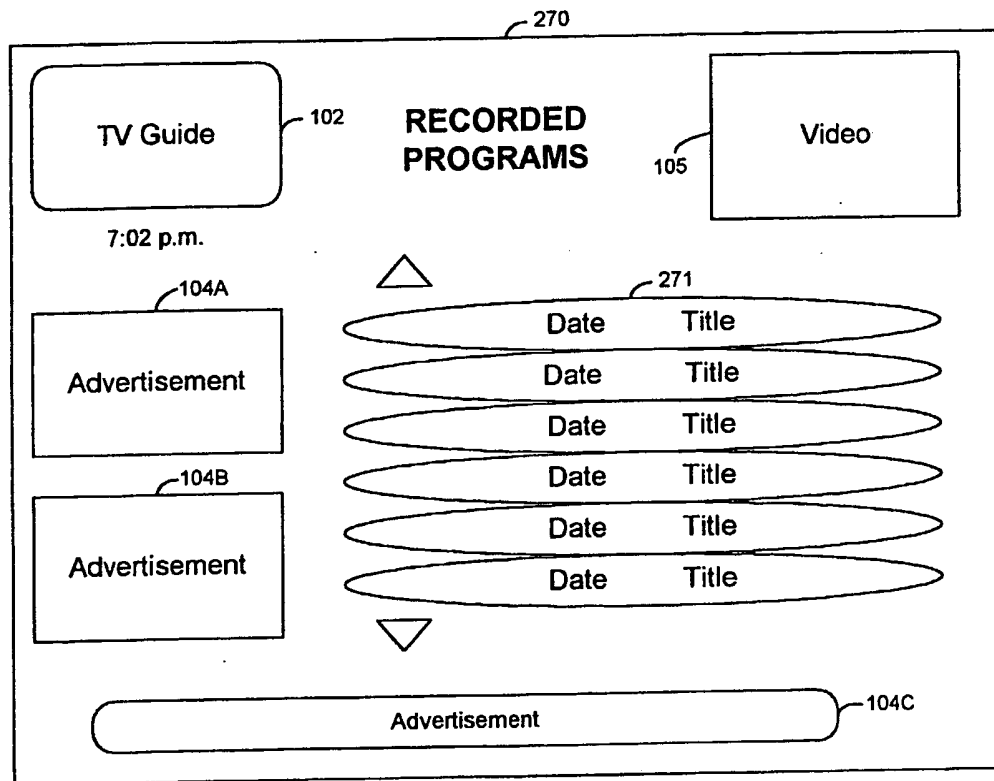 270
TV Guide
102
RECORDED
PROGRAMS
105
Video
7:02 p.m.
104A
Advertisement
104B
Advertisement
271
Date Title
Date Title
Date Title
Date Title
Date Title
Date Title
Advertisement
104C